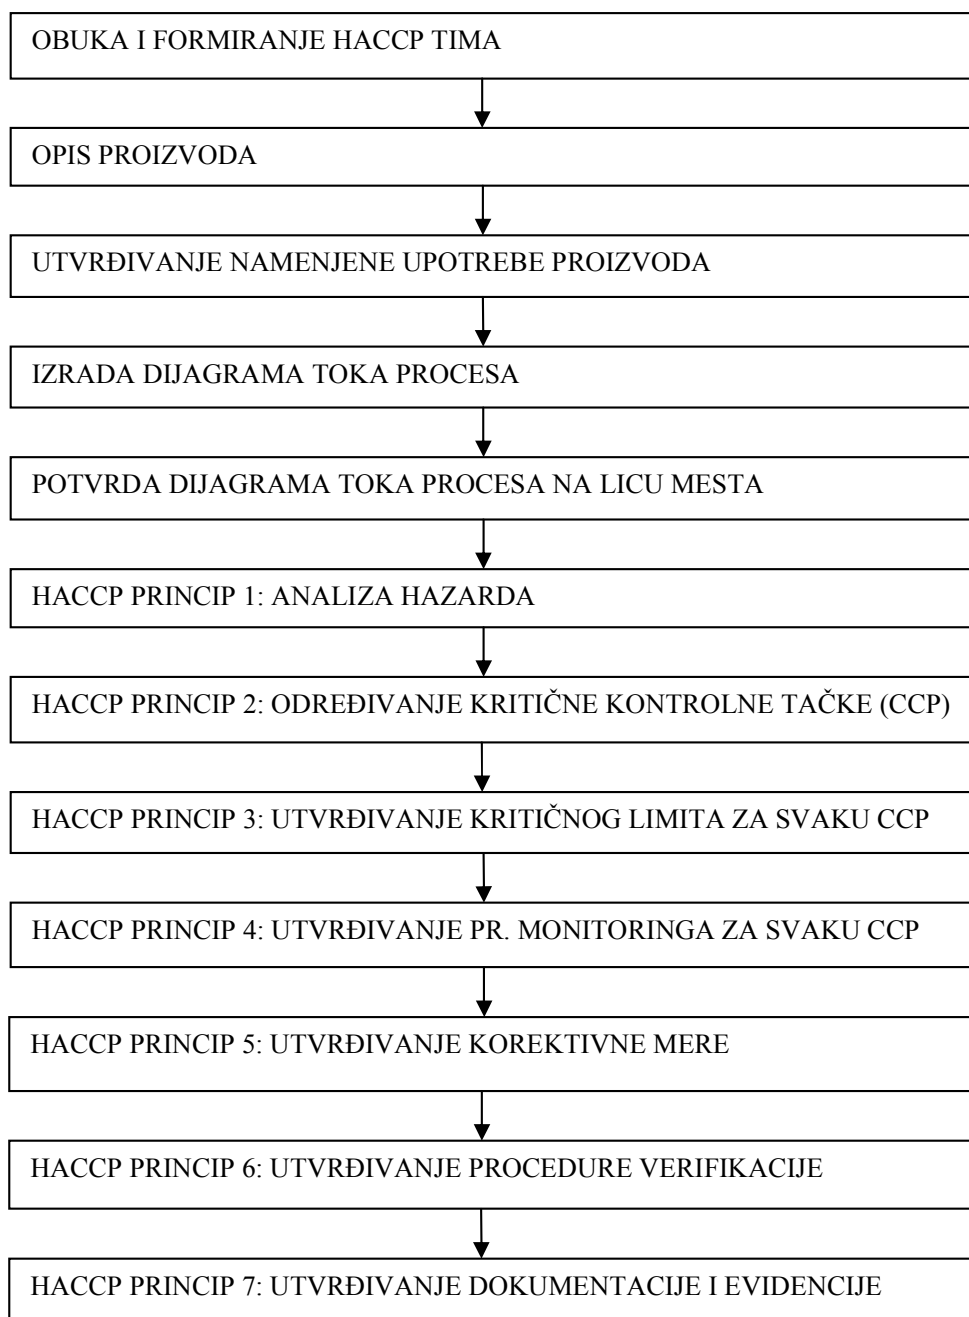 OBUKA I FORMIRANJE HACCP TIMA
OPIS PROIZVODA
UTVRĐIVANJE NAMENJENE UPOTREBE PROIZVODA
IZRADA DIJAGRAMA TOKA PROCESA
POTVRDA DIJAGRAMA TOKA PROCESA NA LICU MESTA
HACCP PRINCIP 1: ANALIZA HAZARDA
HACCP PRINCIP 2: ODREĐIVANJE KRITIČNE KONTROLNE TAČKE (CCP)
HACCP PRINCIP 3: UTVRĐIVANJE KRITIČNOG LIMITA ZA SVAKU CCP
HACCP PRINCIP 4: UTVRĐIVANJE PR. MONITORINGA ZA SVAKU CCP
HACCP PRINCIP 5: UTVRĐIVANJE KOREKTIVNE MERE
HACCP PRINCIP 6: UTVRĐIVANJE PROCEDURE VERIFIKACIJE
HACCP PRINCIP 7: UTVRĐIVANJE DOKUMENTACIJE I EVIDENCIJE